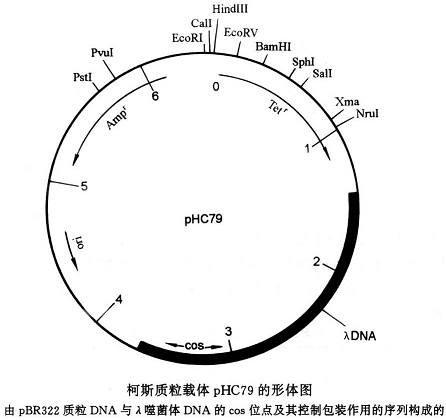 HindIII
CalI
EcoRI
EcoRV
BamHI
SphI
SalI
Xma
NruI
PvuI
PstI
Ampʳ
Tetʳ
0
1
2
3
4
5
6
ori
pHC79
λDNA
cos
柯斯质粒载体 pHC79 的形体图
由 pBR322 质粒 DNA 与 λ 噬菌体 DNA 的 cos 位点及其控制包装作用的序列构成的